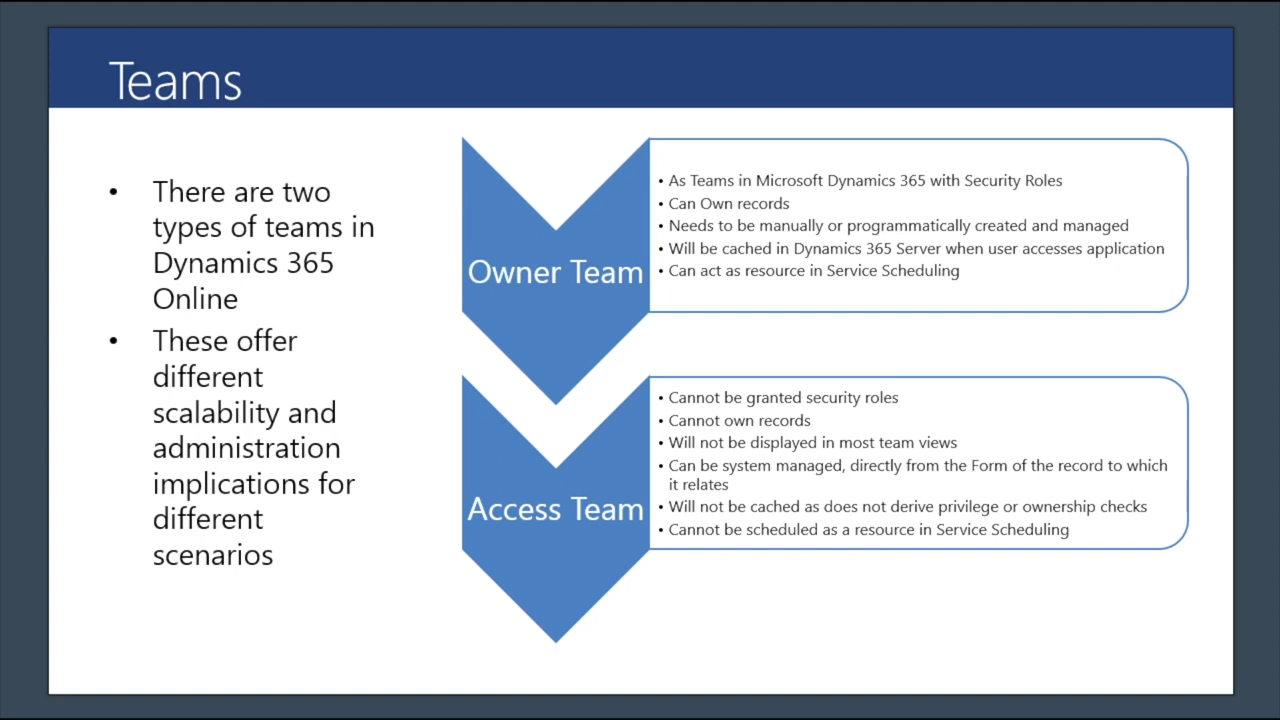 Teams
• There are two
types of teams in
Dynamics 365
Online
• These offer
different
scalability and
administration
implications for
different
scenarios
Owner Team
• As Teams in Microsoft Dynamics 365 with Security Roles
• Can Own records
• Needs to be manually or programmatically created and managed
• Will be cached in Dynamics 365 Server when user accesses application
• Can act as resource in Service Scheduling
Access Team
• Cannot be granted security roles
• Cannot own records
• Will not be displayed in most team views
• Can be system managed, directly from the Form of the record to which
it relates
• Will not be cached as does not derive privilege or ownership checks
• Cannot be scheduled as a resource in Service Scheduling